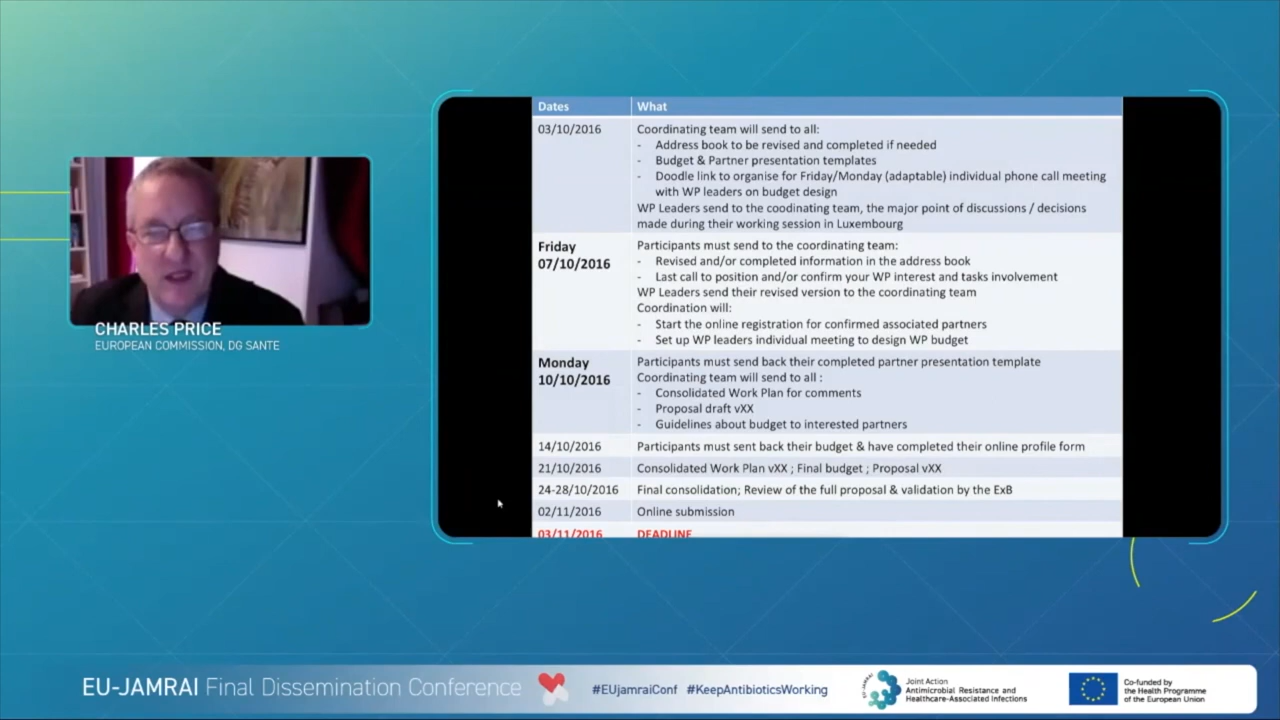 Dates What
03/10/2016 Coordinating team will send to all:
- Address book to be revised and completed if needed
- Budget & Partner presentation templates
- Doodle link to organise for Friday/Monday (adaptable) individual phone call meeting
with WP leaders on budget design
WP Leaders send to the coodinating team, the major point of discussions / decisions
made during their working session in Luxembourg
Friday
07/10/2016
Participants must send to the coordinating team:
- Revised and/or completed information in the address book
- Last call to position and/or confirm your WP interest and tasks involvement
WP Leaders send their revised version to the coordinating team
Coordination will:
- Start the online registration for confirmed associated partners
- Set up WP leaders individual meeting to design WP budget
Monday
10/10/2016
Participants must send back their completed partner presentation template
Coordinating team will send to all :
- Consolidated Work Plan for comments
- Proposal draft vXX
- Guidelines about budget to interested partners
14/10/2016 Participants must sent back their budget & have completed their online profile form
21/10/2016 Consolidated Work Plan vXX ; Final budget ; Proposal vXX
24-28/10/2016 Final consolidation; Review of the full proposal & validation by the ExB
02/11/2016 Online submission
03/11/2016 DEADLINE
CHARLES PRICE
EUROPEAN COMMISSION, DG SANTE
EU-JAMRAI Final Dissemination Conference
#EUjamraiConf #KeepAntibioticsWorking
EU-JAMRAI
Joint Action
Antimicrobial Resistance and
Healthcare-Associated Infections
Co-funded by
the Health Programme
of the European Union